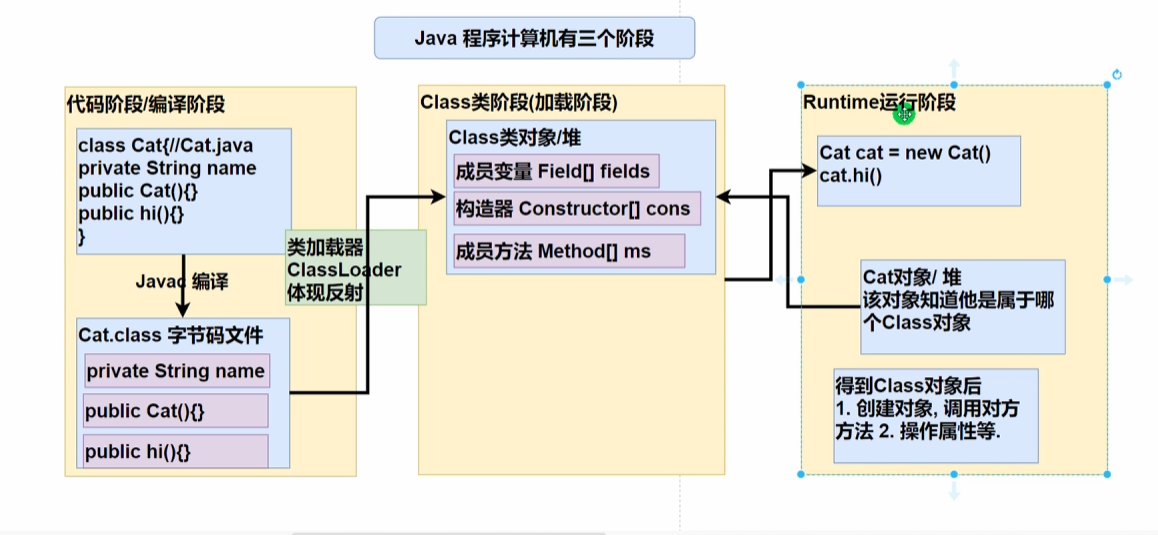 Java 程序计算机有三个阶段
代码阶段/编译阶段
class Cat{//Cat.java
private String name
public Cat(){}
public hi(){}
}
Javac 编译
Cat.class 字节码文件
private String name
public Cat(){}
public hi(){}
类加载器
ClassLoader
体现反射
Class类阶段(加载阶段)
Class类对象/堆
成员变量 Field[] fields
构造器 Constructor[] cons
成员方法 Method[] ms
Runtime运行阶段
Cat cat = new Cat()
cat.hi()
Cat对象/ 堆
该对象知道他是属于哪
个Class对象
得到Class对象后
1. 创建对象, 调用对方
方法 2. 操作属性等.